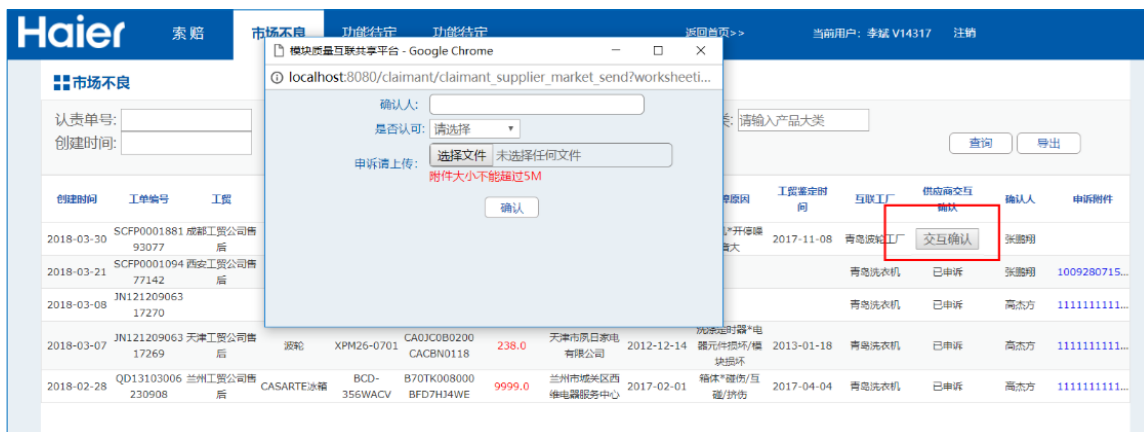 Haier 索赔 市场不良 功能待定 功能待定 返回首页>> 当前用户: 李斌 V14317 注销
模块质量互联共享平台 - Google Chrome
localhost:8080/claimant/claimant_supplier_market_send?worksheeti...
市场不良
确认人:
认责单号:
是否认可: 请选择
类: 请输入产品大类
创建时间:
申诉请上传: 选择文件 未选择任何文件
附件大小不能超过5M
查询 导出
确认
创建时间 工单编号 工贸 原因 工贸鉴定时间 互联工厂 供应商交互确认 确认人 申诉附件
2018-03-30 SCFP0001881 93077 成都工贸公司售后 *开停噪 大 2017-11-08 青岛波轮工厂 交互确认 张鹏翔
2018-03-21 SCFP0001094 77142 西安工贸公司售后 青岛洗衣机 已申诉 张鹏翔 1009280715...
2018-03-08 JN121209063 17270 青岛洗衣机 已申诉 高杰方 1111111111...
2018-03-07 JN121209063 17269 天津工贸公司售后 波轮 XPM26-0701 CA0JC0B0200 CACBN0118 238.0 天津市夙日家电有限公司 2012-12-14 洗涤定时器*电器元件损坏/模块损坏 2013-01-18 青岛洗衣机 已申诉 高杰方 1111111111...
2018-02-28 QD13103006 230908 兰州工贸公司售后 CASARTE冰箱 BCD-356WACV B70TK008000 BFD7HJ4WE 9999.0 兰州市城关区西维电器服务中心 2017-02-01 箱体*碰伤/互碰/挤伤 2017-04-04 青岛洗衣机 已申诉 高杰方 1111111111...